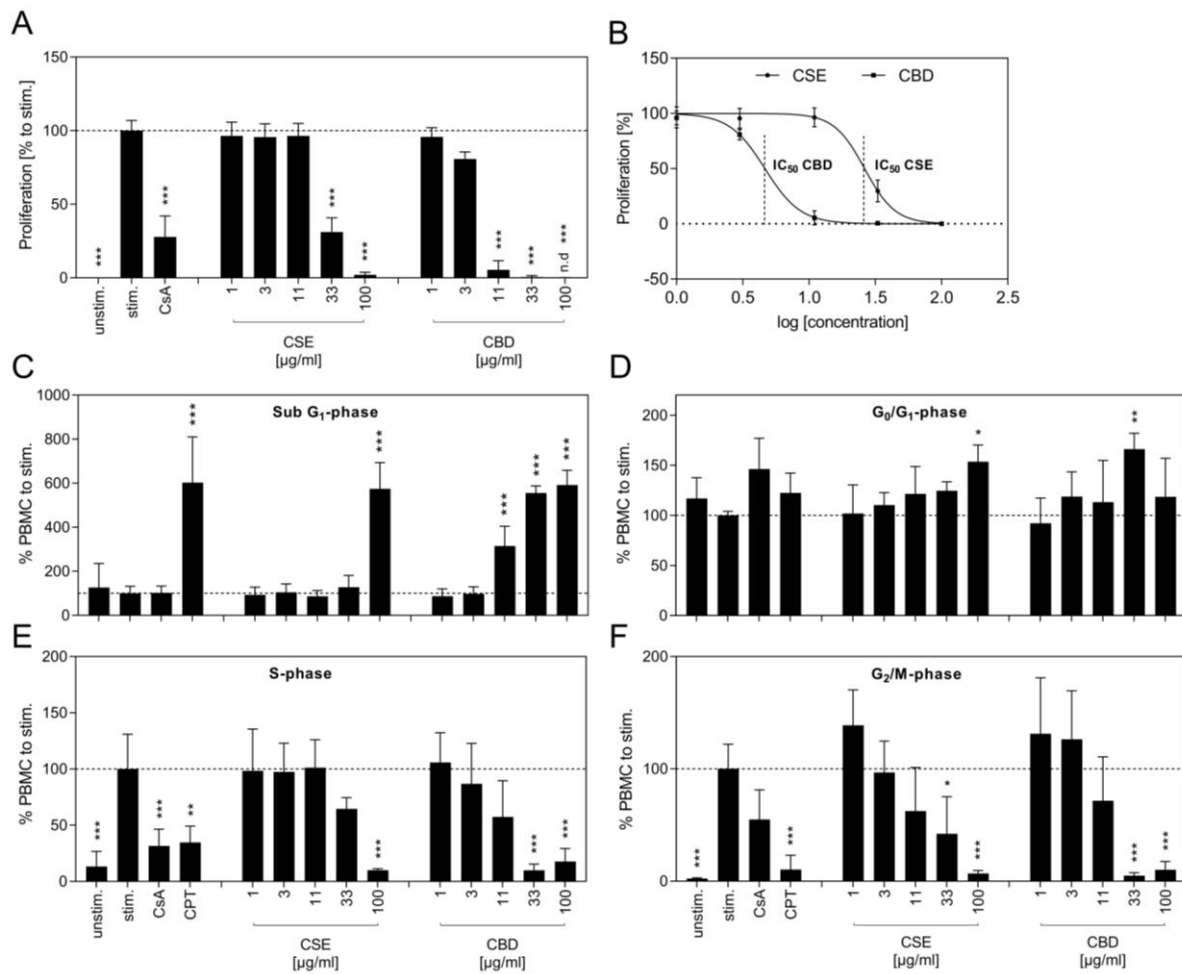 A
Proliferation [% to stim.]
150
100
50
0
***
***
***
***
***
***
n.d ***
unstim.
stim.
CsA
1
3
11
33
100
1
3
11
33
100
CSE
[µg/ml]
CBD
[µg/ml]
B
Proliferation [%]
150
100
50
0
-50
CSE
CBD
IC50 CBD
IC50 CSE
0.0
0.5
1.0
1.5
2.0
2.5
log [concentration]
C
% PBMC to stim.
1000
800
600
400
200
0
Sub G1-phase
***
***
***
***
***
D
% PBMC to stim.
200
150
100
50
0
G0/G1-phase
*
**
E
% PBMC to stim.
200
150
100
50
0
S-phase
***
***
**
***
***
***
unstim.
stim.
CsA
CPT
1
3
11
33
100
1
3
11
33
100
CSE
[µg/ml]
CBD
[µg/ml]
F
% PBMC to stim.
200
100
0
G2/M-phase
***
***
*
***
***
***
unstim.
stim.
CsA
CPT
1
3
11
33
100
1
3
11
33
100
CSE
[µg/ml]
CBD
[µg/ml]